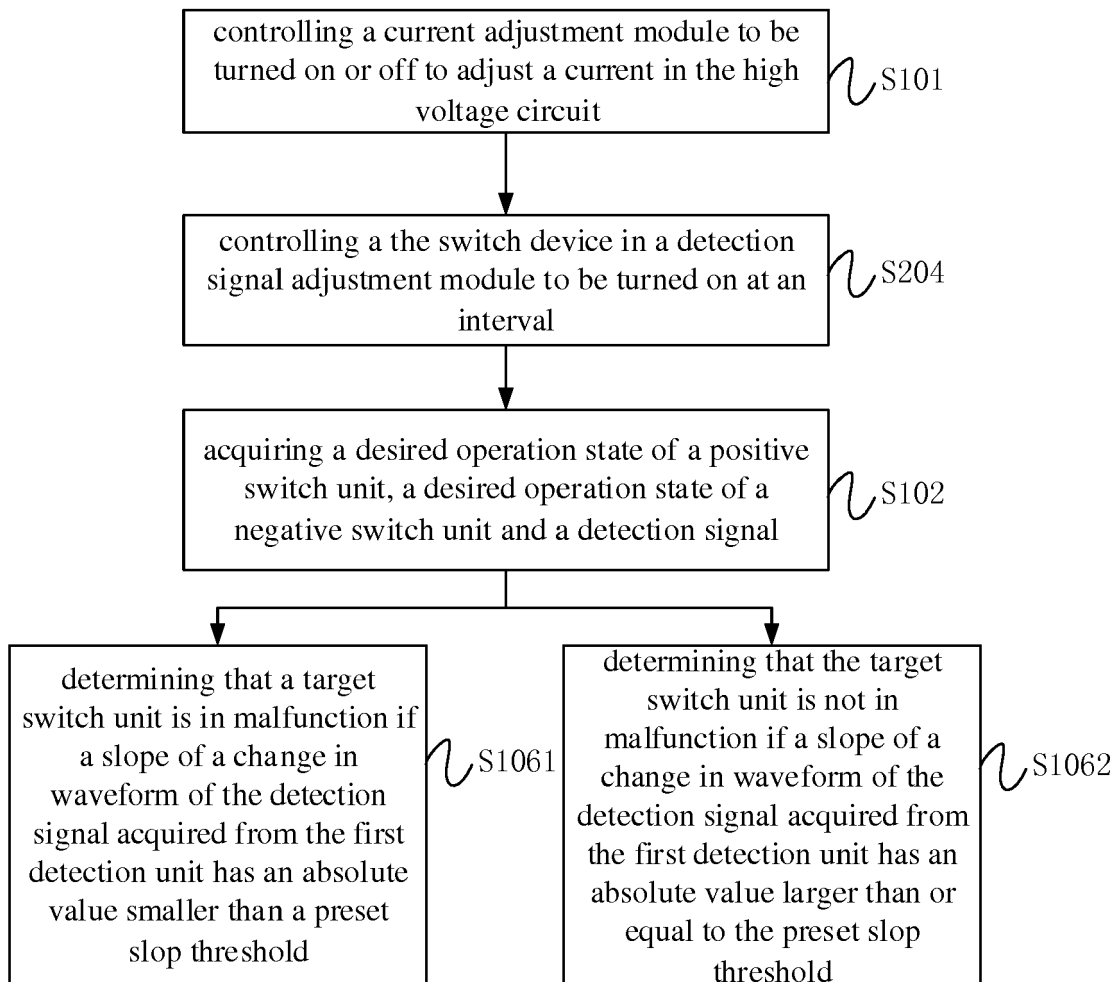 controlling a current adjustment module to be
turned on or off to adjust a current in the high
voltage circuit
S101
controlling a the switch device in a detection
signal adjustment module to be turned on at an
interval
S204
acquiring a desired operation state of a positive
switch unit, a desired operation state of a
negative switch unit and a detection signal
S102
determining that a target
switch unit is in malfunction if
a slope of a change in
waveform of the detection
signal acquired from the first
detection unit has an absolute
value smaller than a preset
slop threshold
S1061
determining that the target
switch unit is not in
malfunction if a slope of a
change in waveform of the
detection signal acquired from
the first detection unit has an
absolute value larger than or
equal to the preset slop
threshold
S1062